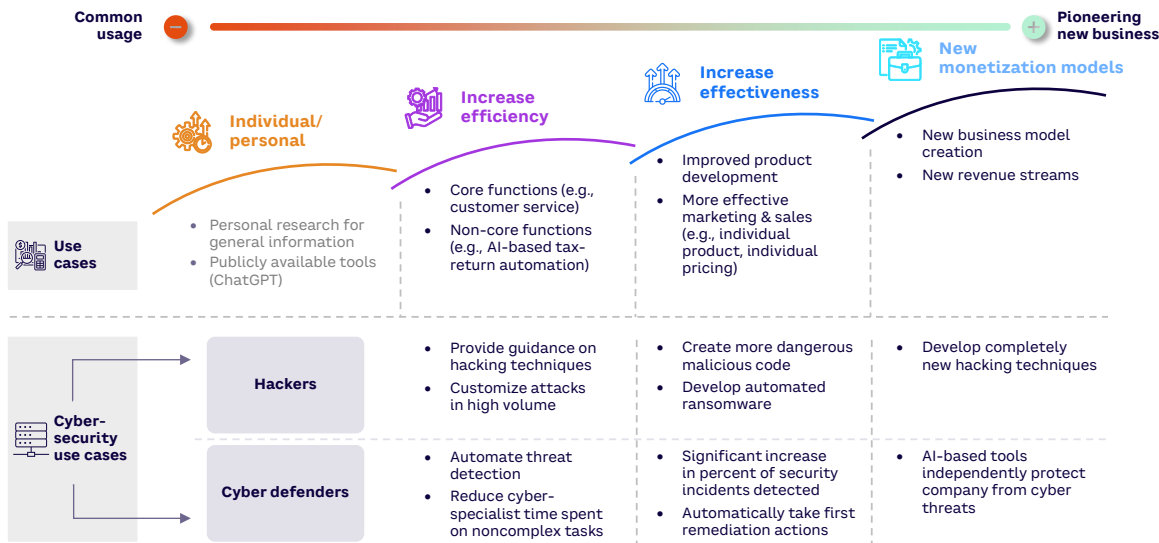 Common
usage
Pioneering
new business
Individual/
personal
Increase
efficiency
Increase
effectiveness
New
monetization models
Use
cases
• Personal research for
general information
• Publicly available tools
(ChatGPT)
• Core functions (e.g.,
customer service)
• Non-core functions
(e.g., AI-based tax-
return automation)
• Improved product
development
• More effective
marketing & sales
(e.g., individual
product, individual
pricing)
• New business model
creation
• New revenue streams
Cyber-
security
use cases
Hackers
• Provide guidance on
hacking techniques
• Customize attacks
in high volume
• Create more dangerous
malicious code
• Develop automated
ransomware
• Develop completely
new hacking techniques
Cyber defenders
• Automate threat
detection
• Reduce cyber-
specialist time spent
on noncomplex tasks
• Significant increase
in percent of security
incidents detected
• Automatically take first
remediation actions
• AI-based tools
independently protect
company from cyber
threats